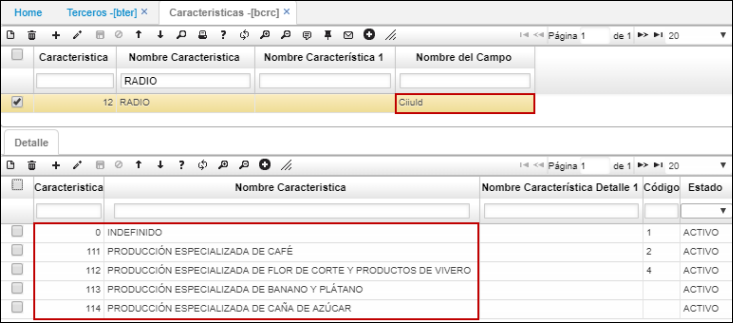 Home Terceros -[bter] × Caracteristicas -[bcrc] ×
Página 1 de 1 20
Caracteristica Nombre Caracteristica Nombre Característica 1 Nombre del Campo
RADIO
12 RADIO CiiuId
Detalle
Página 1 de 1 20
Caracteristica Nombre Caracteristica Nombre Característica Detalle 1 Código Estado
0 INDEFINIDO 1 ACTIVO
111 PRODUCCIÓN ESPECIALIZADA DE CAFÉ 2 ACTIVO
112 PRODUCCIÓN ESPECIALIZADA DE FLOR DE CORTE Y PRODUCTOS DE VIVERO 4 ACTIVO
113 PRODUCCIÓN ESPECIALIZADA DE BANANO Y PLÁTANO ACTIVO
114 PRODUCCIÓN ESPECIALIZADA DE CAÑA DE AZÚCAR ACTIVO